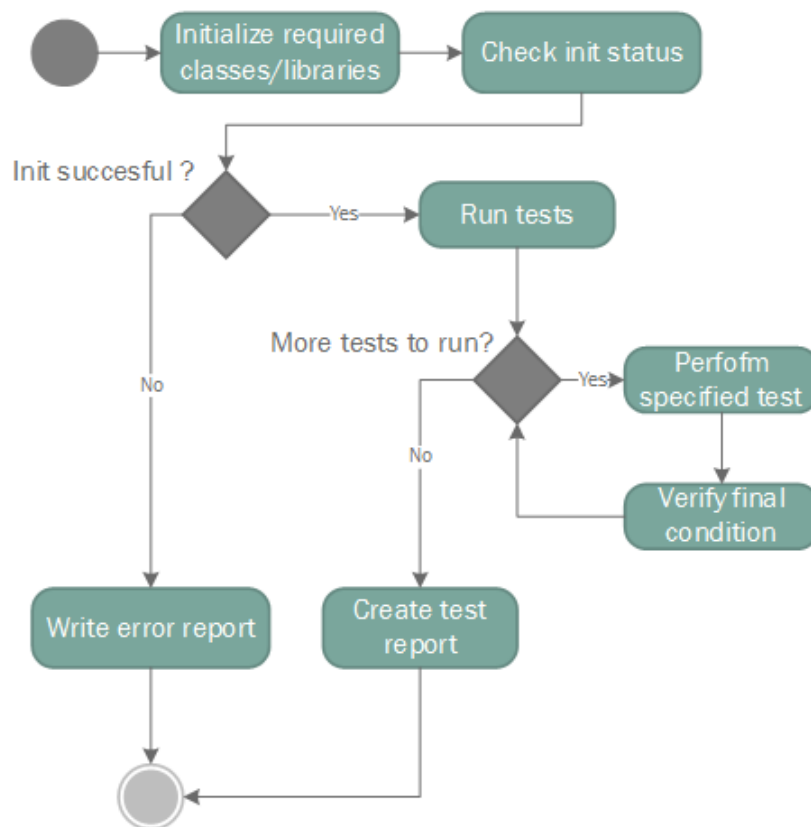 Initialize required
classes/libraries
Check init status
Init succesful ?
Yes
Run tests
More tests to run?
No
Yes
Perfofm
specified test
No
Verify final
condition
Write error report
Create test
report